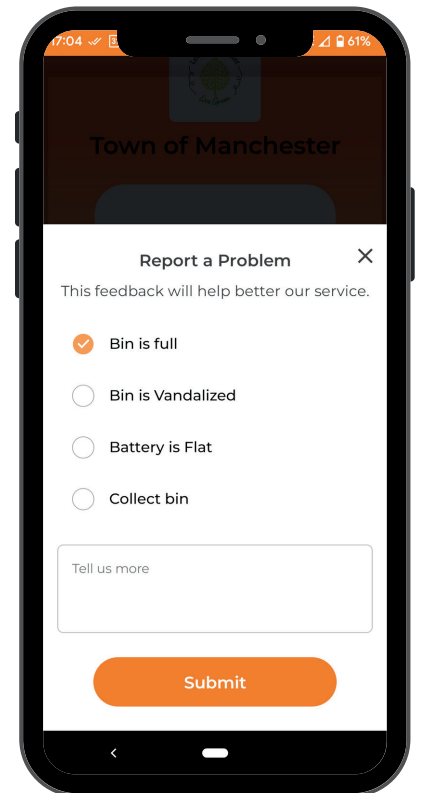 17:04
61%
Town of Manchester
Report a Problem
This feedback will help better our service.
Bin is full
Bin is Vandalized
Battery is Flat
Collect bin
Tell us more
Submit